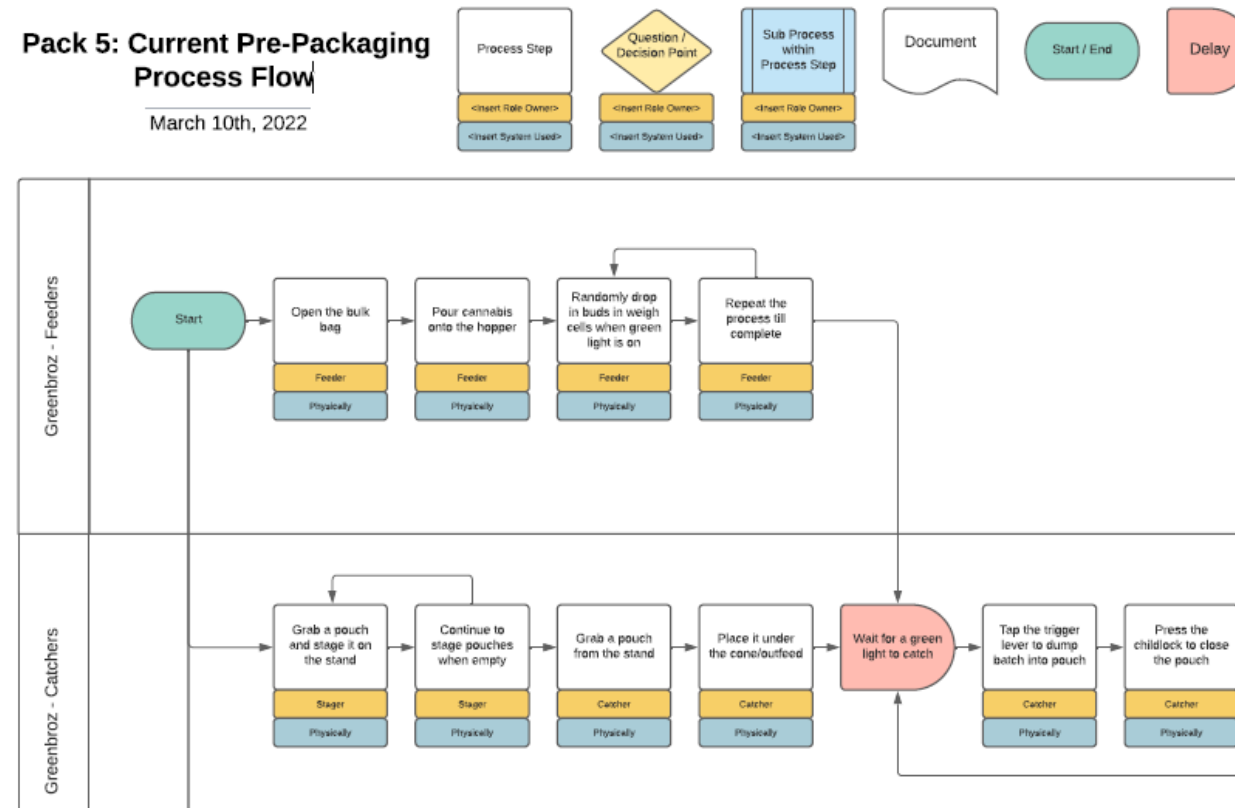 Pack 5: Current Pre-Packaging
Process Flow
March 10th, 2022
Process Step
<Insert Role Owner>
<Insert System Used>
Question /
Decision Point
<Insert Role Owner>
<Insert System Used>
Sub Process
within
Process Step
<Insert Role Owner>
<Insert System Used>
Document
Start / End
Delay
Greenbroz - Feeders
Start
Open the bulk
bag
Feeder
Physically
Pour cannabis
onto the hopper
Feeder
Physically
Randomly drop
in buds in weigh
cells when green
light is on
Feeder
Physically
Repeat the
process till
complete
Feeder
Physically
Greenbroz - Catchers
Grab a pouch
and stage it on
the stand
Stager
Physically
Continue to
stage pouches
when empty
Stager
Physically
Grab a pouch
from the stand
Catcher
Physically
Place it under
the cone/outfeed
Catcher
Physically
Wait for a green
light to catch
Tap the trigger
lever to dump
batch into pouch
Catcher
Physically
Press the
childlock to close
the pouch
Catcher
Physically